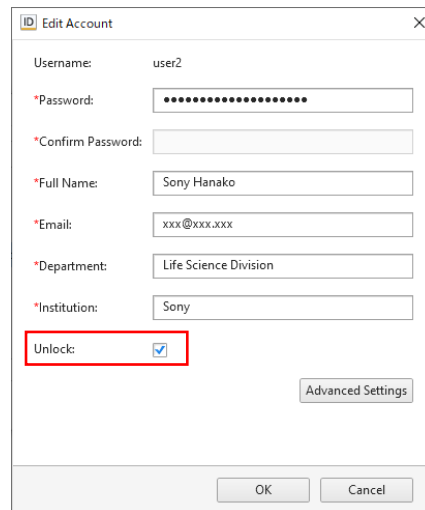 ID Edit Account
Username: user2
*Password: ••••••••••••••••••••
*Confirm Password:
*Full Name: Sony Hanako
*Email: xxx@xxx.xxx
*Department: Life Science Division
*Institution: Sony
Unlock:
Advanced Settings
OK Cancel